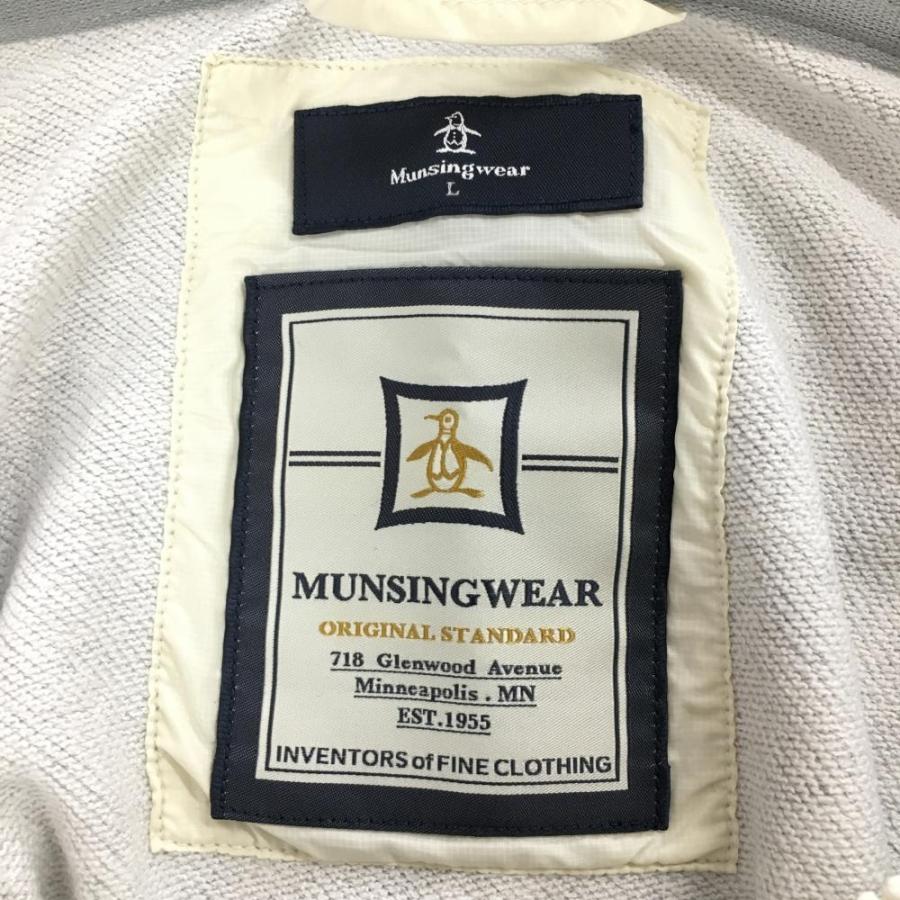 Munsingwear
L
MUNSINGWEAR
ORIGINAL STANDARD
718 Glenwood Avenue
Minneapolis . MN
EST.1955
INVENTORS of FINE CLOTHING